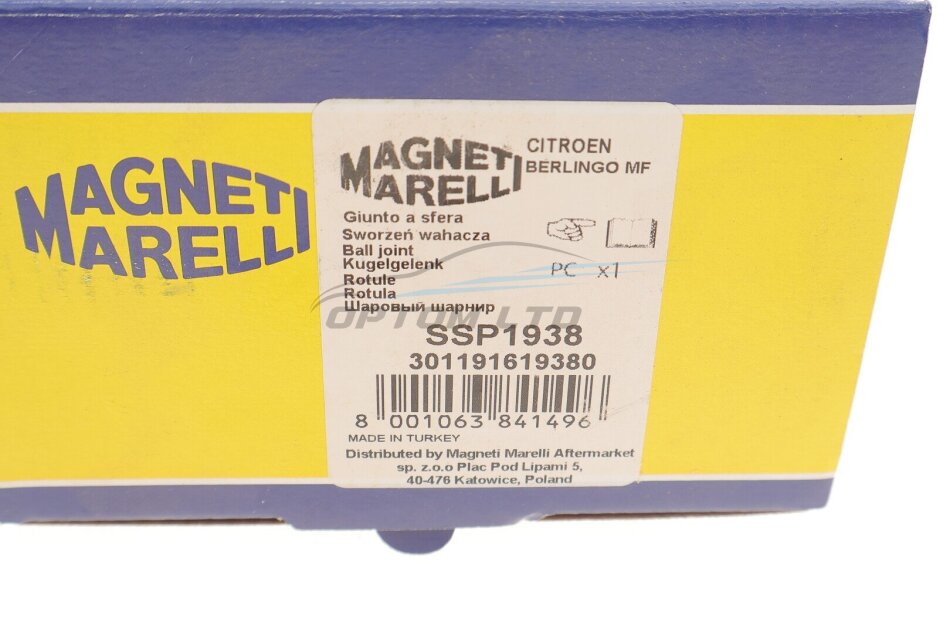 MAGNETI
MARELLI
MAGNETI
MARELLI
CITROEN
BERLINGO MF
Giunto a sfera
Sworzeń wahacza
Ball joint
Kugelgelenk
Rotule
Rotula
Шаровый шарнир
PC x1
OPTOM LTD
SSP1938
301191619380
8 001063 841496
MADE IN TURKEY
Distributed by Magneti Marelli Aftermarket
sp. z.o.o Plac Pod Lipami 5,
40-476 Katowice, Poland